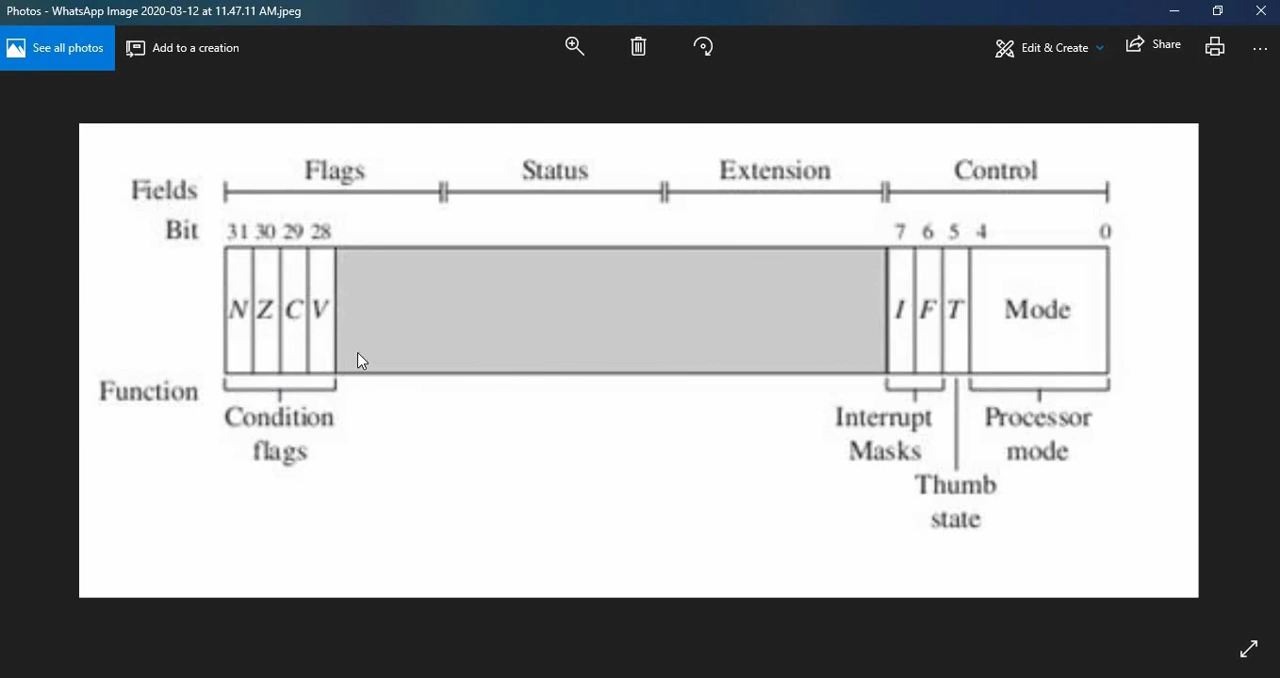 Photos - WhatsApp Image 2020-03-12 at 11.47.11 AM.jpeg
See all photos
Add to a creation
Edit & Create
Share
Flags Status Extension Control
Fields
Bit 31 30 29 28 7 6 5 4 0
N Z C V I F T Mode
Function
Condition
flags
Interrupt
Masks
Processor
mode
Thumb
state